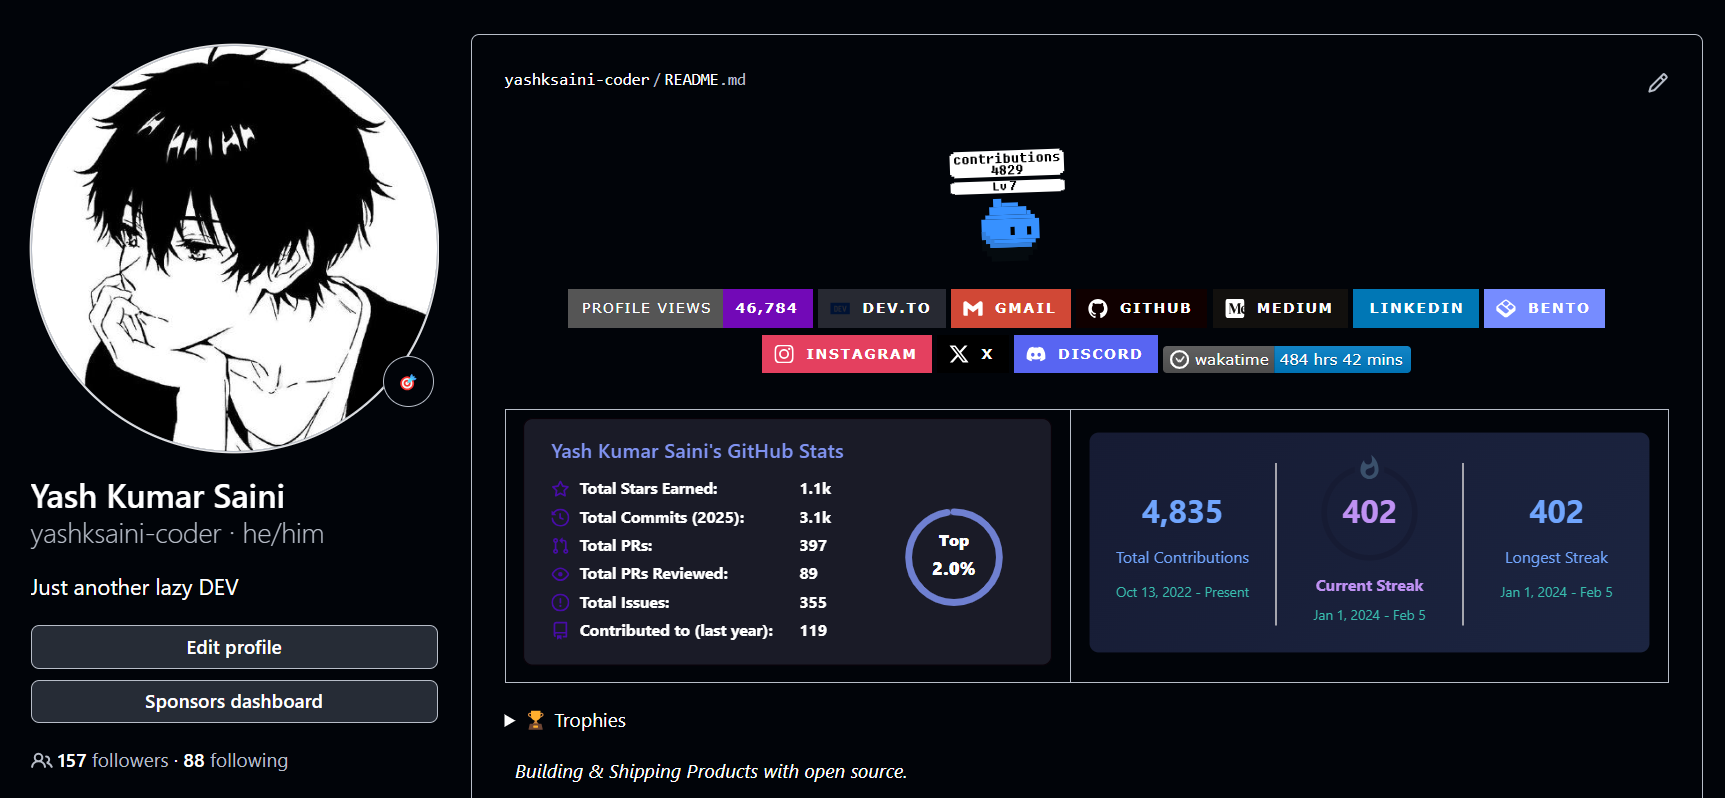 Yash Kumar Saini
yashksaini-coder · he/him
Just another lazy DEV
Edit profile
Sponsors dashboard
157 followers · 88 following
yashksaini-coder / README.md
contributions
4829
Lv7
PROFILE VIEWS 46,784
DEV DEV.TO
GMAIL
GITHUB
MEDIUM
LINKEDIN
BENTO
INSTAGRAM
X
DISCORD
wakatime 484 hrs 42 mins
Yash Kumar Saini's GitHub Stats
Total Stars Earned: 1.1k
Total Commits (2025): 3.1k
Total PRs: 397
Total PRs Reviewed: 89
Total Issues: 355
Contributed to (last year): 119
Top
2.0%
4,835
Total Contributions
Oct 13, 2022 - Present
402
Current Streak
Jan 1, 2024 - Feb 5
402
Longest Streak
Jan 1, 2024 - Feb 5
Trophies
Building & Shipping Products with open source.